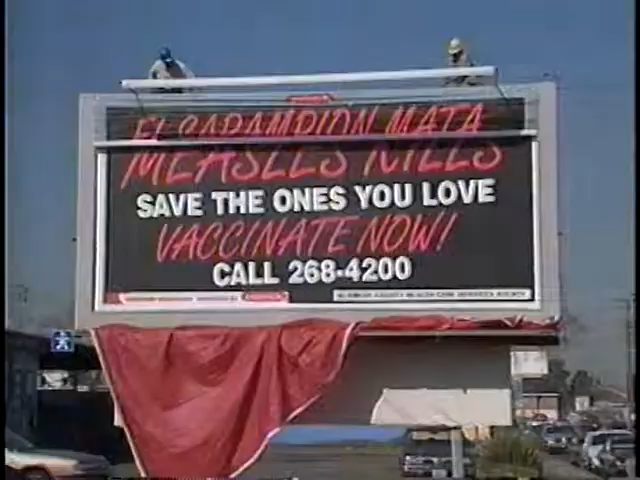 EL SARAMPION MATA
MEASLES KILLS
SAVE THE ONES YOU LOVE
VACCINATE NOW!
CALL 268-4200